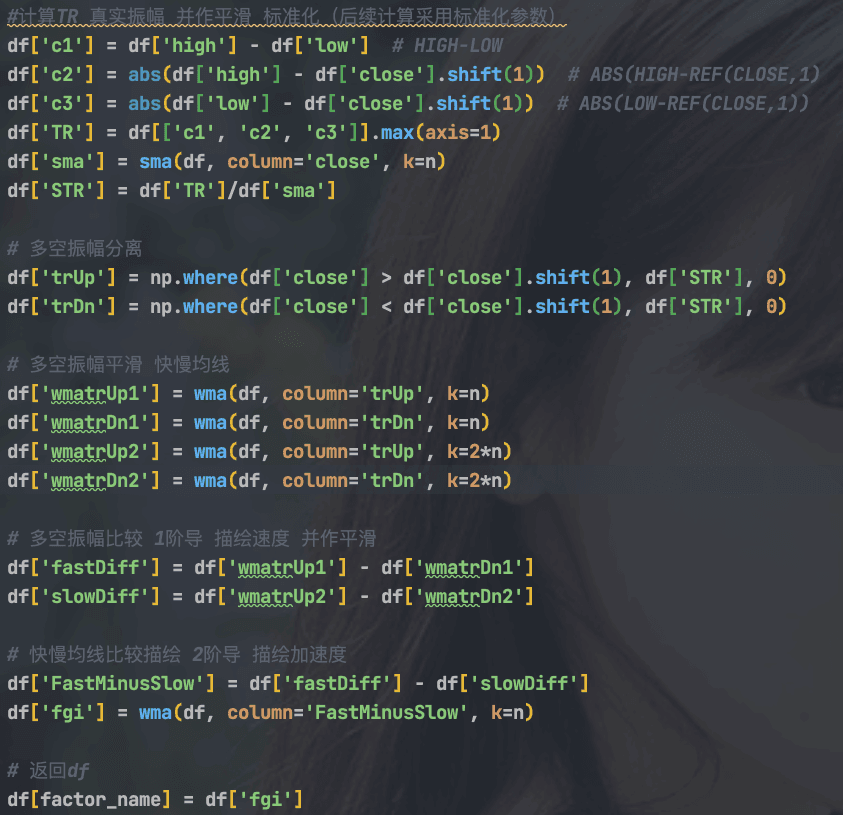 #计算TR 真实振幅 并作平滑 标准化（后续计算采用标准化参数）
df['c1'] = df['high'] - df['low']  # HIGH-LOW
df['c2'] = abs(df['high'] - df['close'].shift(1))  # ABS(HIGH-REF(CLOSE,1)
df['c3'] = abs(df['low'] - df['close'].shift(1))  # ABS(LOW-REF(CLOSE,1))
df['TR'] = df[['c1', 'c2', 'c3']].max(axis=1)
df['sma'] = sma(df, column='close', k=n)
df['STR'] = df['TR']/df['sma']
# 多空振幅分离
df['trUp'] = np.where(df['close'] > df['close'].shift(1), df['STR'], 0)
df['trDn'] = np.where(df['close'] < df['close'].shift(1), df['STR'], 0)
# 多空振幅平滑 快慢均线
df['wmatrUp1'] = wma(df, column='trUp', k=n)
df['wmatrDn1'] = wma(df, column='trDn', k=n)
df['wmatrUp2'] = wma(df, column='trUp', k=2*n)
df['wmatrDn2'] = wma(df, column='trDn', k=2*n)
# 多空振幅比较 1阶导 描绘速度 并作平滑
df['fastDiff'] = df['wmatrUp1'] - df['wmatrDn1']
df['slowDiff'] = df['wmatrUp2'] - df['wmatrDn2']
# 快慢均线比较描绘 2阶导 描绘加速度
df['FastMinusSlow'] = df['fastDiff'] - df['slowDiff']
df['fgi'] = wma(df, column='FastMinusSlow', k=n)
# 返回df
df[factor_name] = df['fgi']